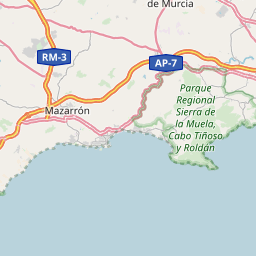 de Murcia
RM-3
AP-7
Mazarrón
Parque
Regional
Sierra de
la Muela,
Cabo Tiñoso
y Roldán